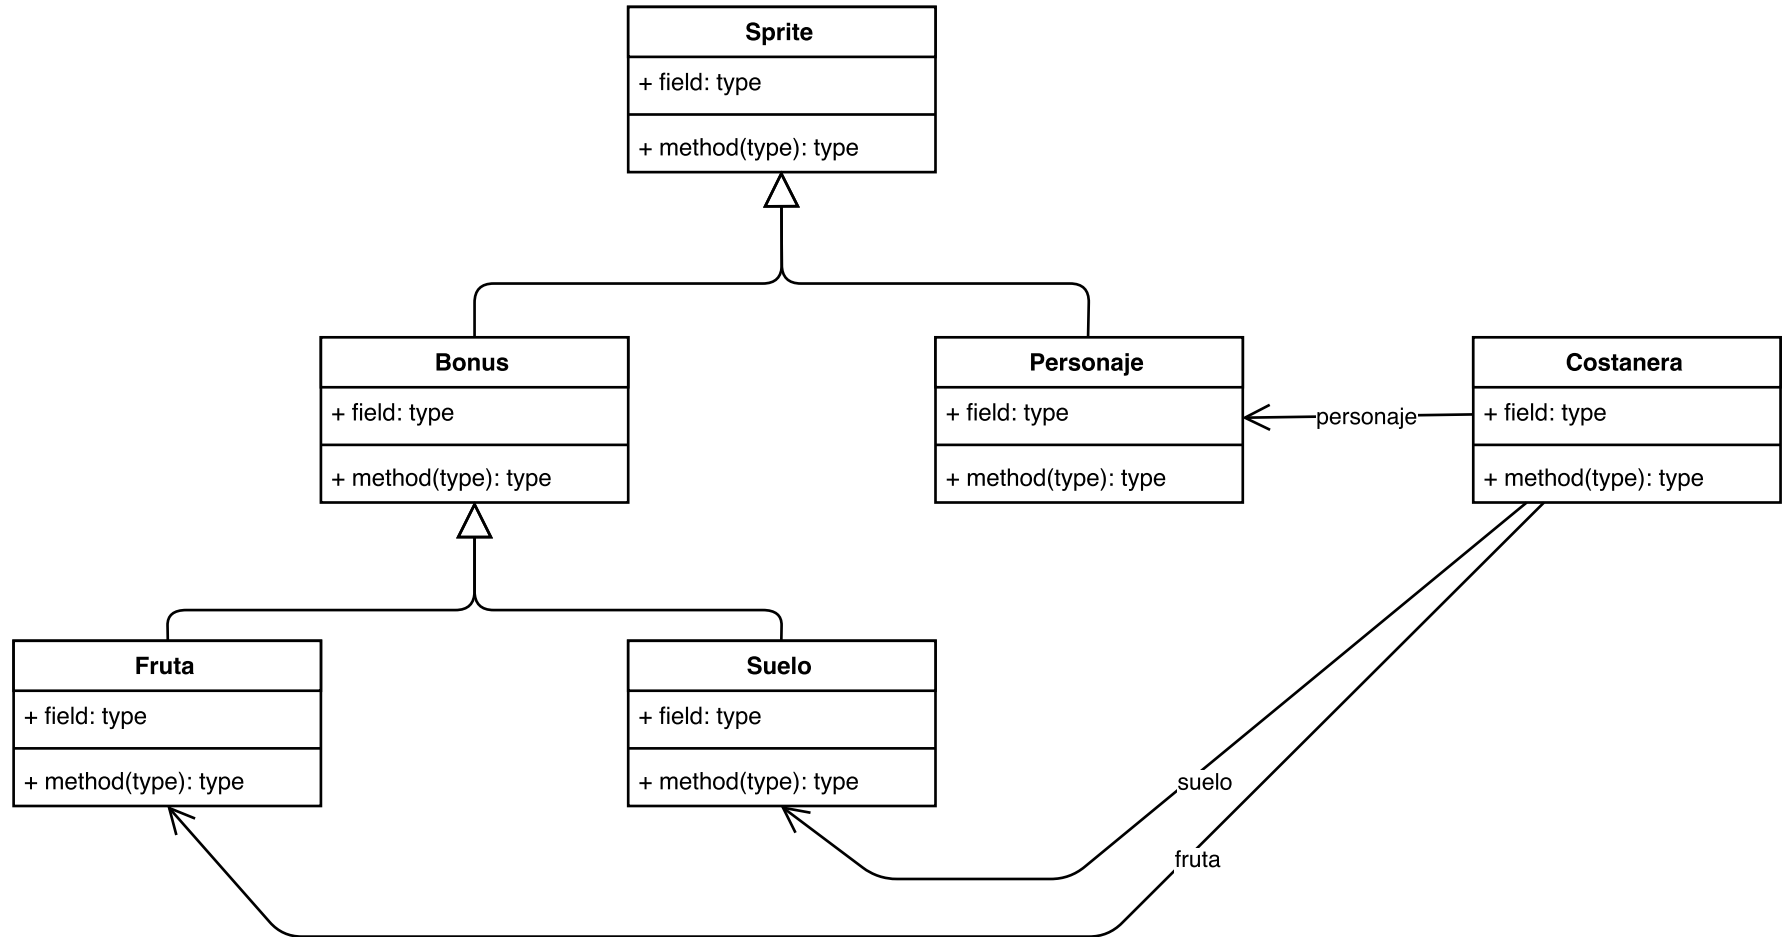 Sprite
+ field: type
+ method(type): type
Bonus
+ field: type
+ method(type): type
Personaje
+ field: type
+ method(type): type
personaje
Costanera
+ field: type
+ method(type): type
Fruta
+ field: type
+ method(type): type
Suelo
+ field: type
+ method(type): type
suelo
fruta